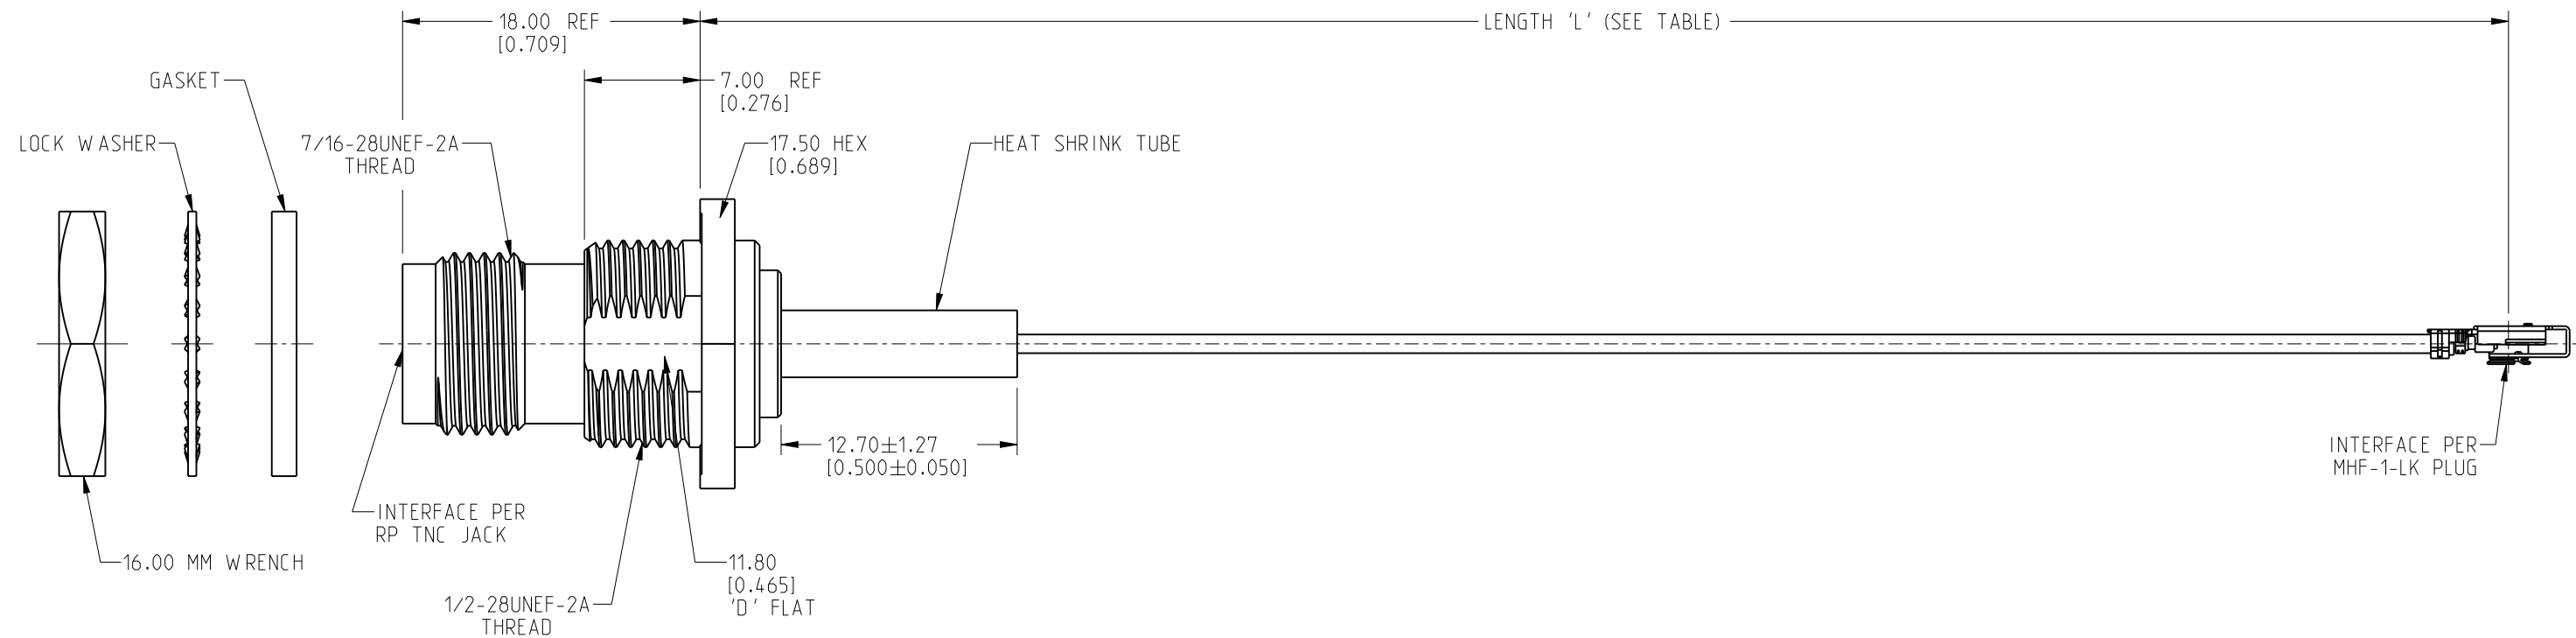 18.00 REF
[0.709]
LENGTH 'L' (SEE TABLE)
GASKET
7.00 REF
[0.276]
LOCK WASHER
7/16-28UNEF-2A
THREAD
17.50 HEX
[0.689]
HEAT SHRINK TUBE
12.70±1.27
[0.500±0.050]
INTERFACE PER
MHF-1-LK PLUG
INTERFACE PER
RP TNC JACK
16.00 MM WRENCH
11.80
[0.465]
'D' FLAT
1/2-28UNEF-2A
THREAD